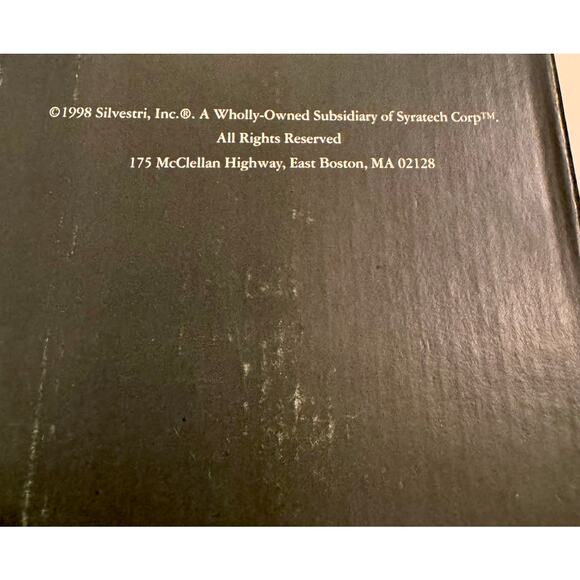 ©1998 Silvestri, Inc.®. A Wholly-Owned Subsidiary of Syratech Corp™.
All Rights Reserved
175 McClellan Highway, East Boston, MA 02128